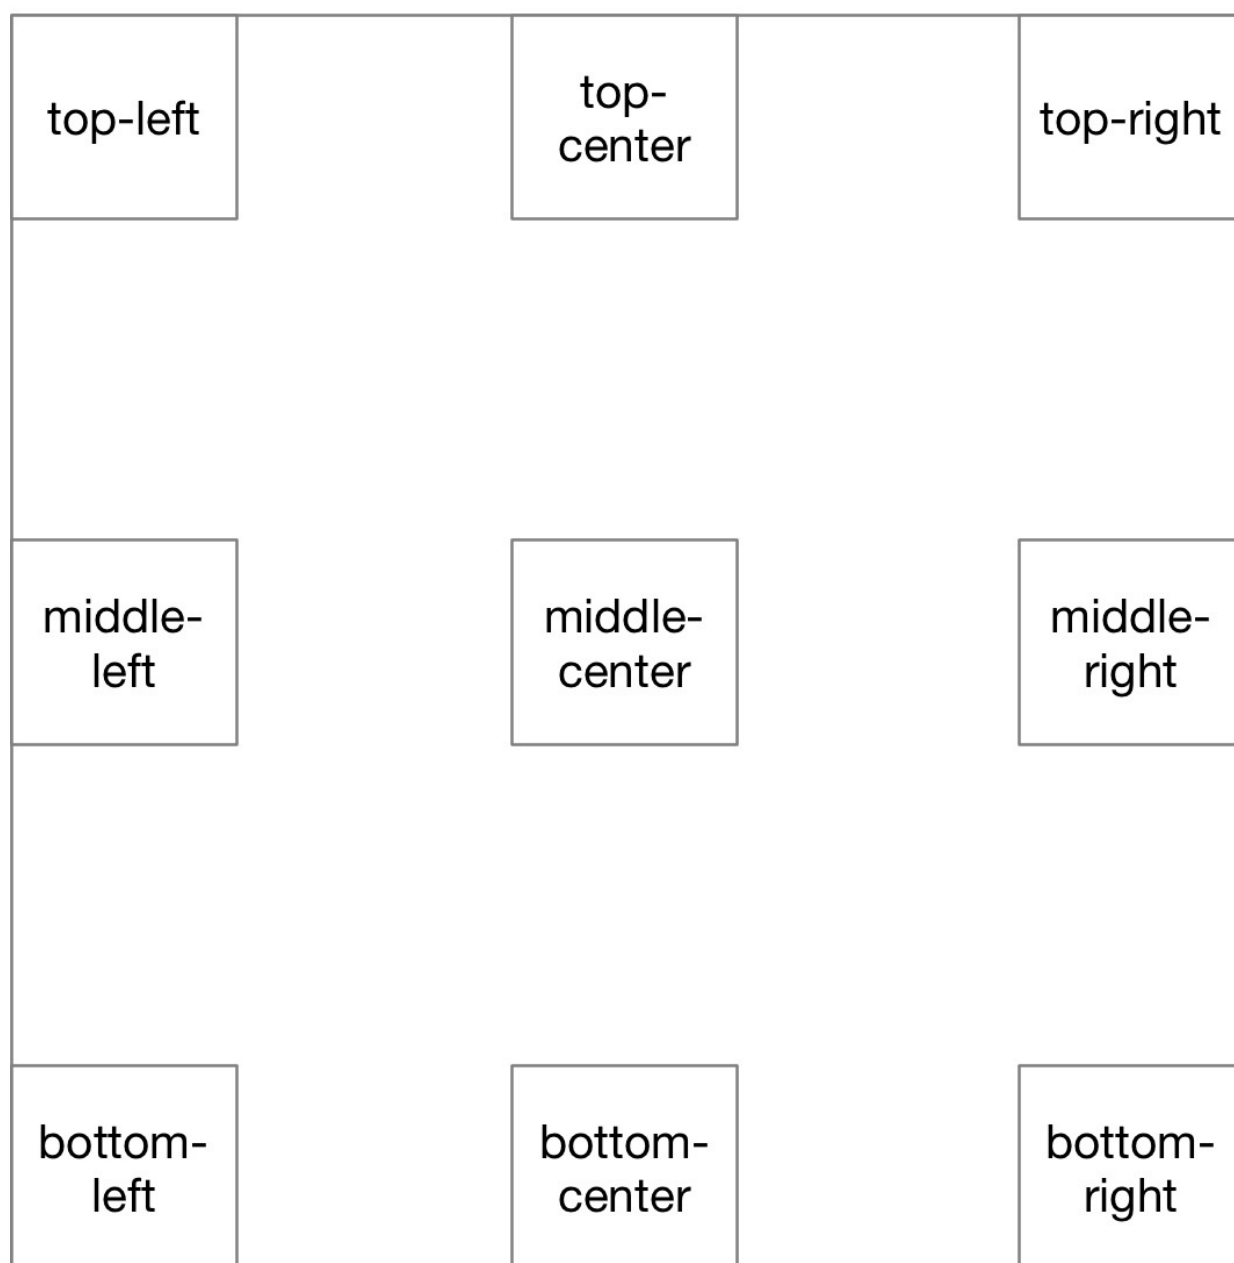 top-left
top-
center
top-right
middle-
left
middle-
center
middle-
right
bottom-
left
bottom-
center
bottom-
right